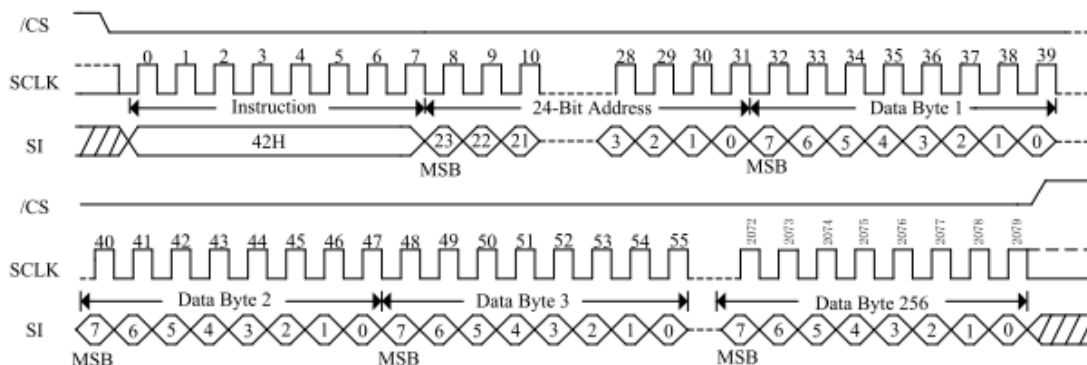 /CS
0 1 2 3 4 5 6 7 8 9 10 28 29 30 31 32 33 34 35 36 37 38 39
SCLK
Instruction 24-Bit Address Data Byte 1
SI 42H 23 22 21 3 2 1 0 7 6 5 4 3 2 1 0
MSB MSB
/CS
40 41 42 43 44 45 46 47 48 49 50 51 52 53 54 55 2072 2073 2074 2075 2076 2077 2078 2079
SCLK
Data Byte 2 Data Byte 3 Data Byte 256
SI 7 6 5 4 3 2 1 0 7 6 5 4 3 2 1 0 7 6 5 4 3 2 1 0
MSB MSB MSB